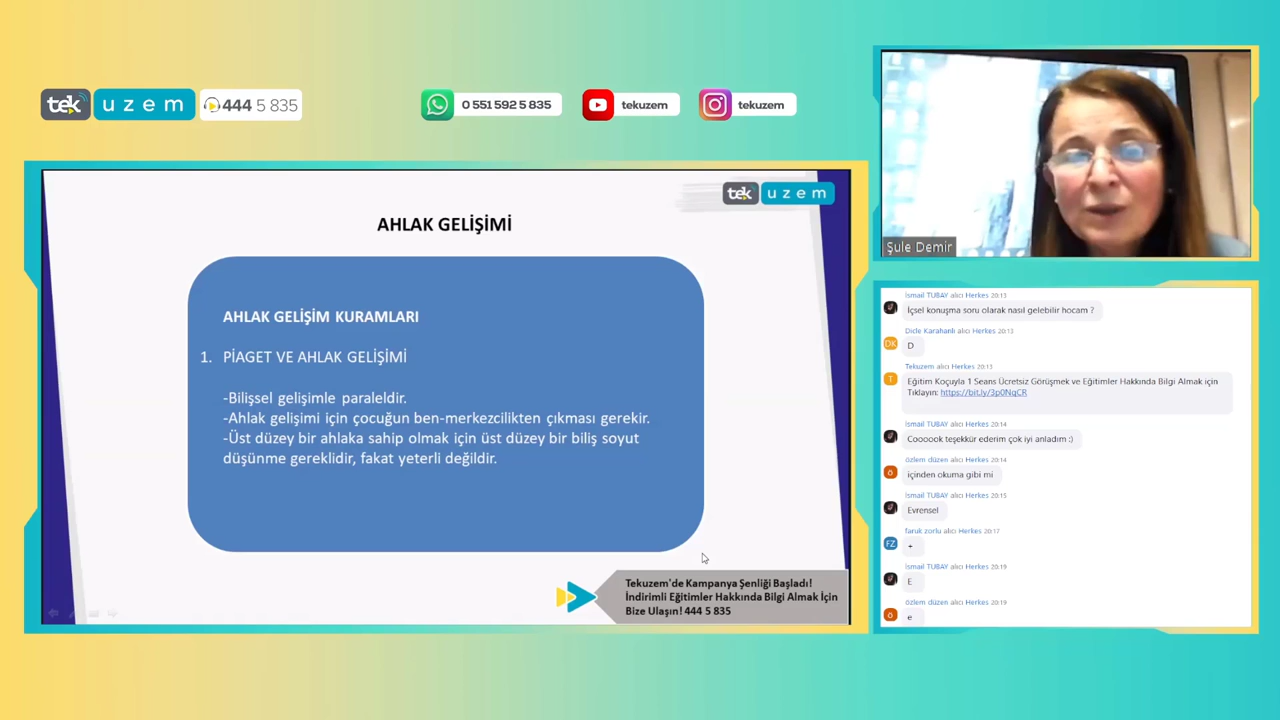 tek uzem 444 5 835
0 551 592 5 835
tekuzem
tekuzem
tek uzem
AHLAK GELİŞİMİ
AHLAK GELİŞİM KURAMLARI
1. PİAGET VE AHLAK GELİŞİMİ
-Bilişsel gelişimle paraleldir.
-Ahlak gelişimi için çocuğun ben-merkezcilikten çıkması gerekir.
-Üst düzey bir ahlaka sahip olmak için üst düzey bir biliş soyut
düşünme gereklidir, fakat yeterli değildir.
Tekuzem'de Kampanya Şenliği Başladı!
İndirimli Eğitimler Hakkında Bilgi Almak İçin
Bize Ulaşın! 444 5 835
Şule Demir
İsmail TUBAY alıcı Herkes 20:13
İçsel konuşma soru olarak nasıl gelebilir hocam ?
Dicle Karahanlı alıcı Herkes 20:13
DK
D
Tekuzem alıcı Herkes 20:13
T
Eğitim Koçuyla 1 Seans Ücretsiz Görüşmek ve Eğitimler Hakkında Bilgi Almak için
Tıklayın: https://bit.ly/3p0NqCR
İsmail TUBAY alıcı Herkes 20:14
Coooook teşekkür ederim çok iyi anladım :)
özlem düzen alıcı Herkes 20:14
ö
içinden okuma gibi mi
İsmail TUBAY alıcı Herkes 20:15
Evrensel
faruk zorlu alıcı Herkes 20:17
FZ
+
İsmail TUBAY alıcı Herkes 20:19
E
özlem düzen alıcı Herkes 20:19
ö
e